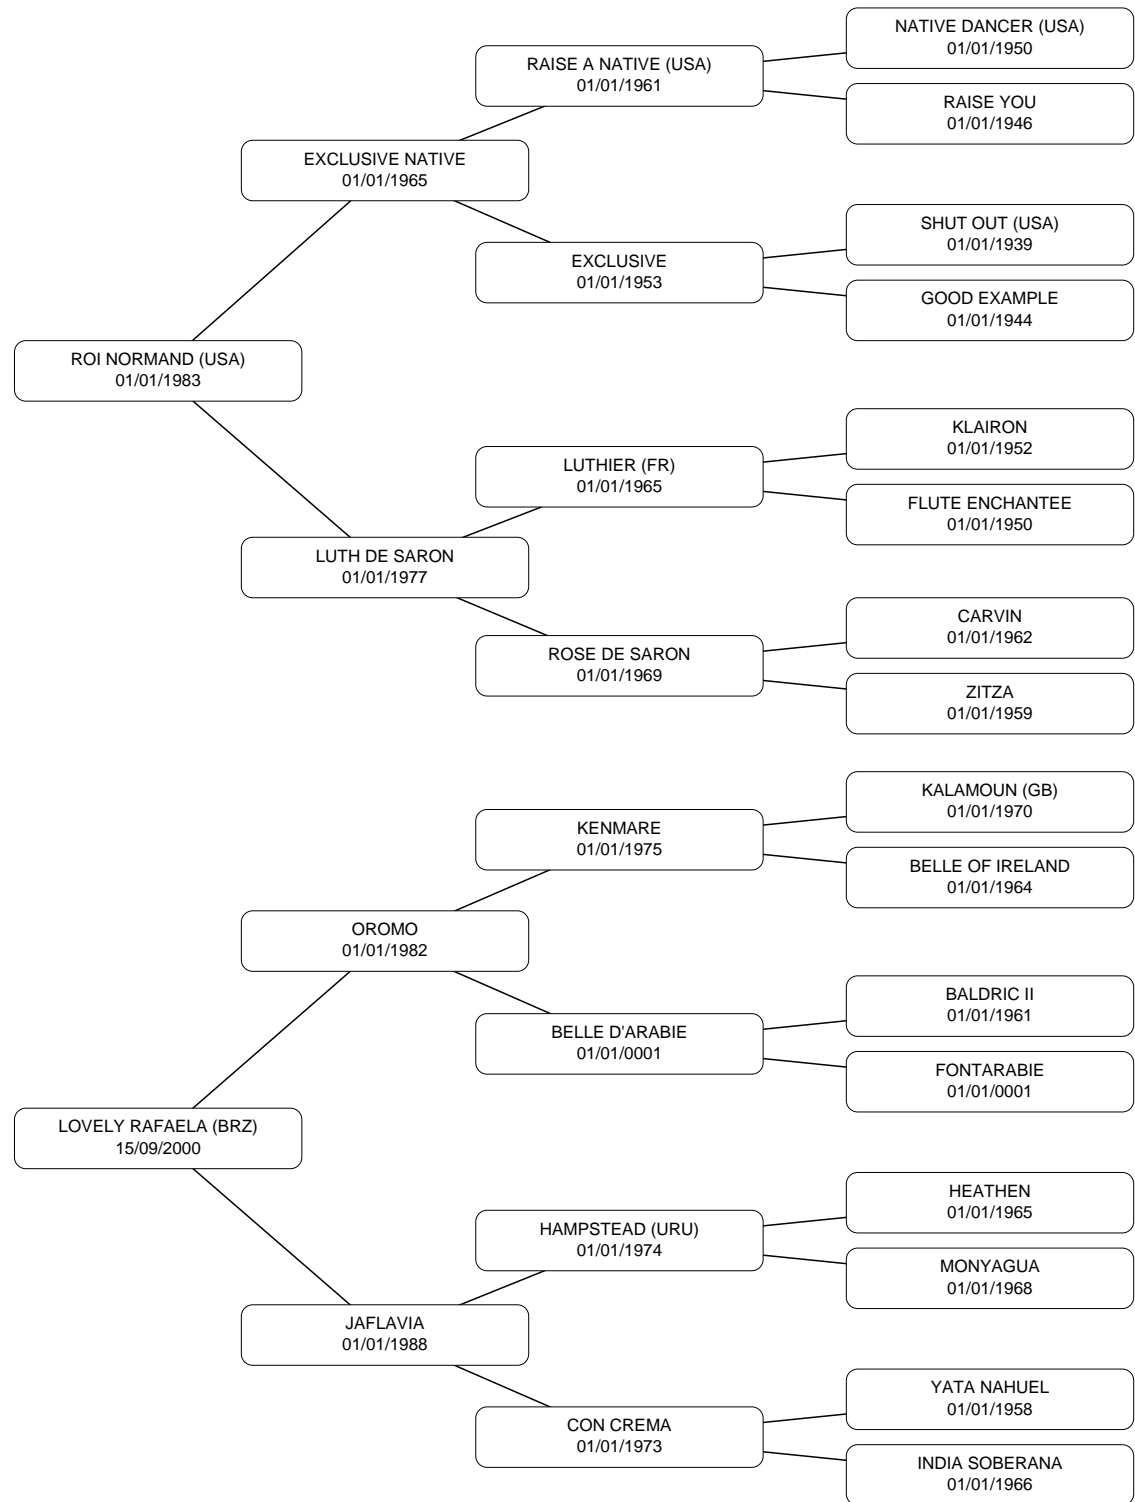 NATIVE DANCER (USA)
01/01/1950
RAISE A NATIVE (USA)
01/01/1961
RAISE YOU
01/01/1946
EXCLUSIVE NATIVE
01/01/1965
SHUT OUT (USA)
01/01/1939
EXCLUSIVE
01/01/1953
GOOD EXAMPLE
01/01/1944
ROI NORMAND (USA)
01/01/1983
KLAIRON
01/01/1952
LUTHIER (FR)
01/01/1965
FLUTE ENCHANTEE
01/01/1950
LUTH DE SARON
01/01/1977
CARVIN
01/01/1962
ROSE DE SARON
01/01/1969
ZITZA
01/01/1959
KALAMOUN (GB)
01/01/1970
KENMARE
01/01/1975
BELLE OF IRELAND
01/01/1964
OROMO
01/01/1982
BALDRIC II
01/01/1961
BELLE D'ARABIE
01/01/0001
FONTARABIE
01/01/0001
LOVELY RAFAELA (BRZ)
15/09/2000
HEATHEN
01/01/1965
HAMPSTEAD (URU)
01/01/1974
MONYAGUA
01/01/1968
JAFLAVIA
01/01/1988
YATA NAHUEL
01/01/1958
CON CREMA
01/01/1973
INDIA SOBERANA
01/01/1966